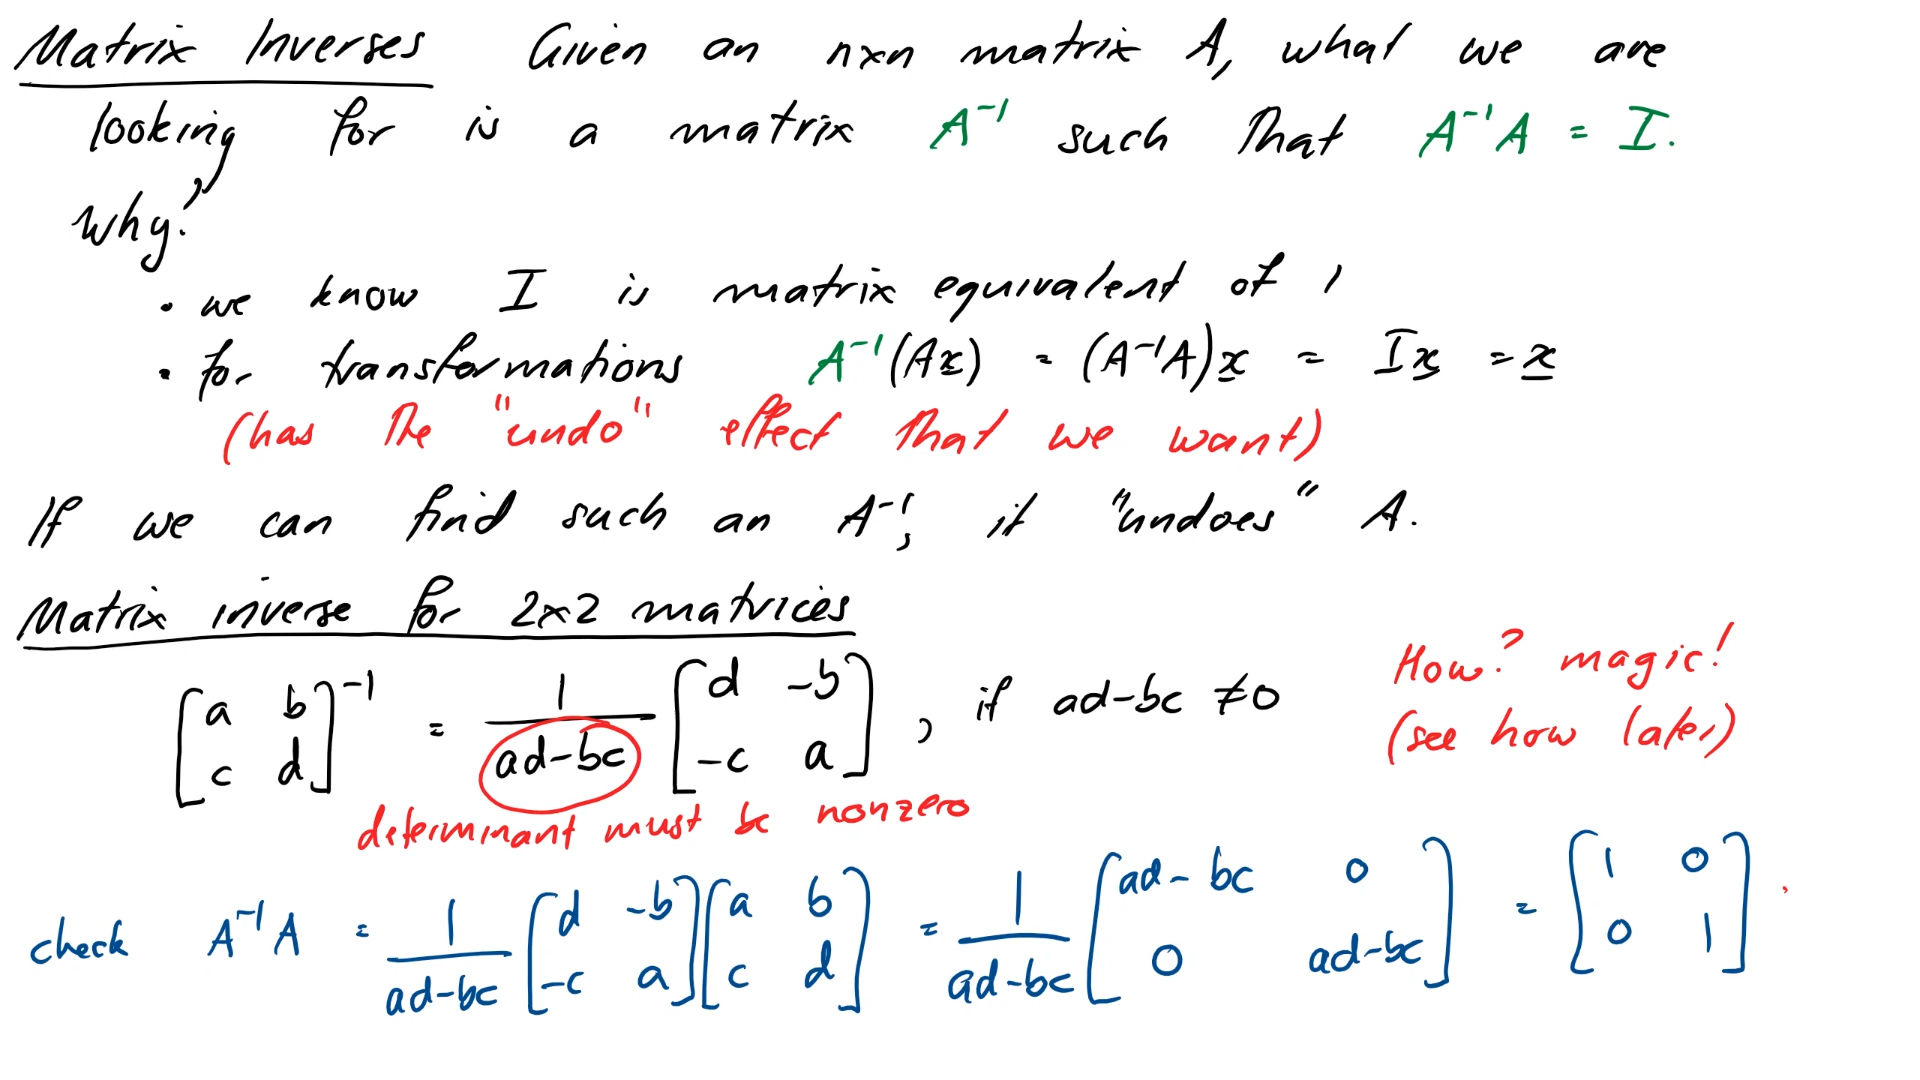 Matrix Inverses Given an nxn matrix A, what we are
looking for is a matrix A⁻¹ such that A⁻¹A = I.
why?
• we know I is matrix equivalent of 1
• for transformations A⁻¹(Ax) = (A⁻¹A)x = Ix = x
(has the "undo" effect that we want)
If we can find such an A⁻¹, it "undoes" A.
Matrix inverse for 2x2 matrices
[a b; c d]⁻¹ = 1/(ad-bc) [d -b; -c a], if ad-bc ≠0
How? magic!
(see how later)
determinant must be nonzero
check A⁻¹A = 1/(ad-bc) [d -b; -c a][a b; c d] = 1/(ad-bc) [ad-bc 0; 0 ad-bc] = [1 0; 0 1].